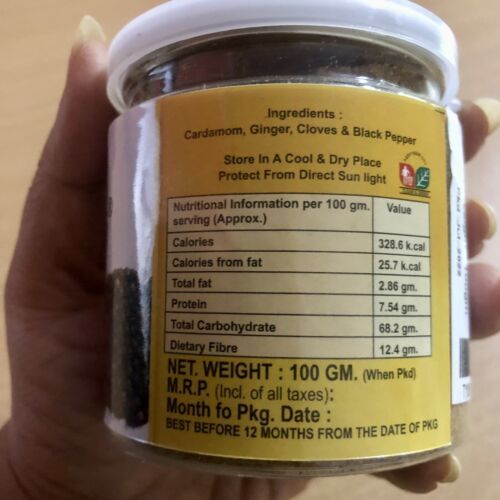 Ingredients :
Cardamom, Ginger, Cloves & Black Pepper
Store In A Cool & Dry Place
Protect From Direct Sun light
Nutritional Information per 100 gm. serving (Approx.) Value
Calories 328.6 k.cal
Calories from fat 25.7 k.cal
Total fat 2.86 gm.
Protein 7.54 gm.
Total Carbohydrate 68.2 gm.
Dietary Fibre 12.4 gm.
NET. WEIGHT : 100 GM. (When Pkd)
M.R.P. (Incl. of all taxes):
Month fo Pkg. Date :
BEST BEFORE 12 MONTHS FROM THE DATE OF PKG